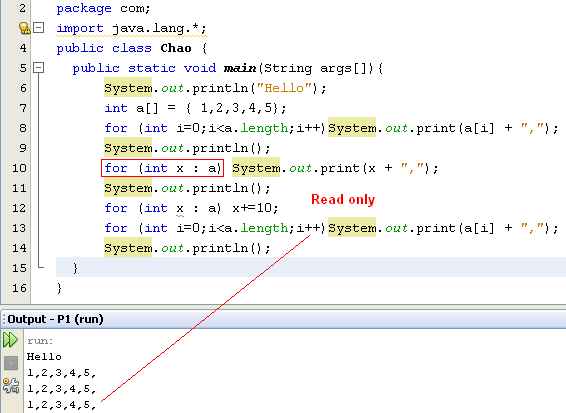 2 package com;
import java.lang.*;
4 public class Chao {
5 public static void main(String args[]){
6 System.out.println("Hello");
7 int a[] = { 1,2,3,4,5};
8 for (int i=0;i<a.length;i++)System.out.print(a[i] + ",");
9 System.out.println();
10 for (int x : a) System.out.print(x + ",");
11 System.out.println();
Read only
12 for (int x : a) x+=10;
13 for (int i=0;i<a.length;i++)System.out.print(a[i] + ",");
14 System.out.println();
15 }
16 }
Output - P1 (run)
run:
Hello
1,2,3,4,5,
1,2,3,4,5,
1,2,3,4,5,